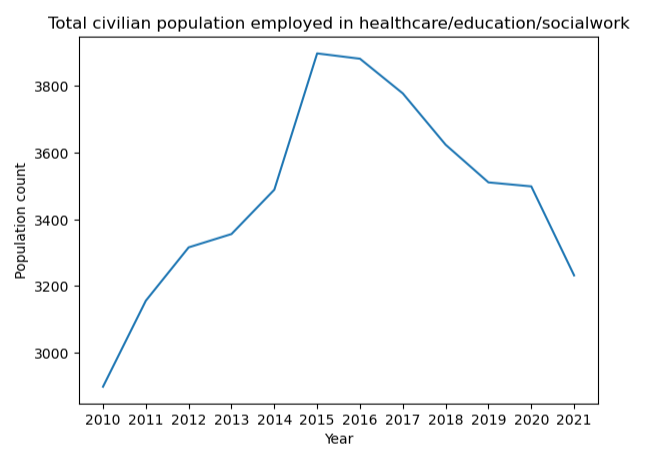 Total civilian population employed in healthcare/education/socialwork
3800
3600
3400
3200
3000
Population count
2010 2011 2012 2013 2014 2015 2016 2017 2018 2019 2020 2021
Year